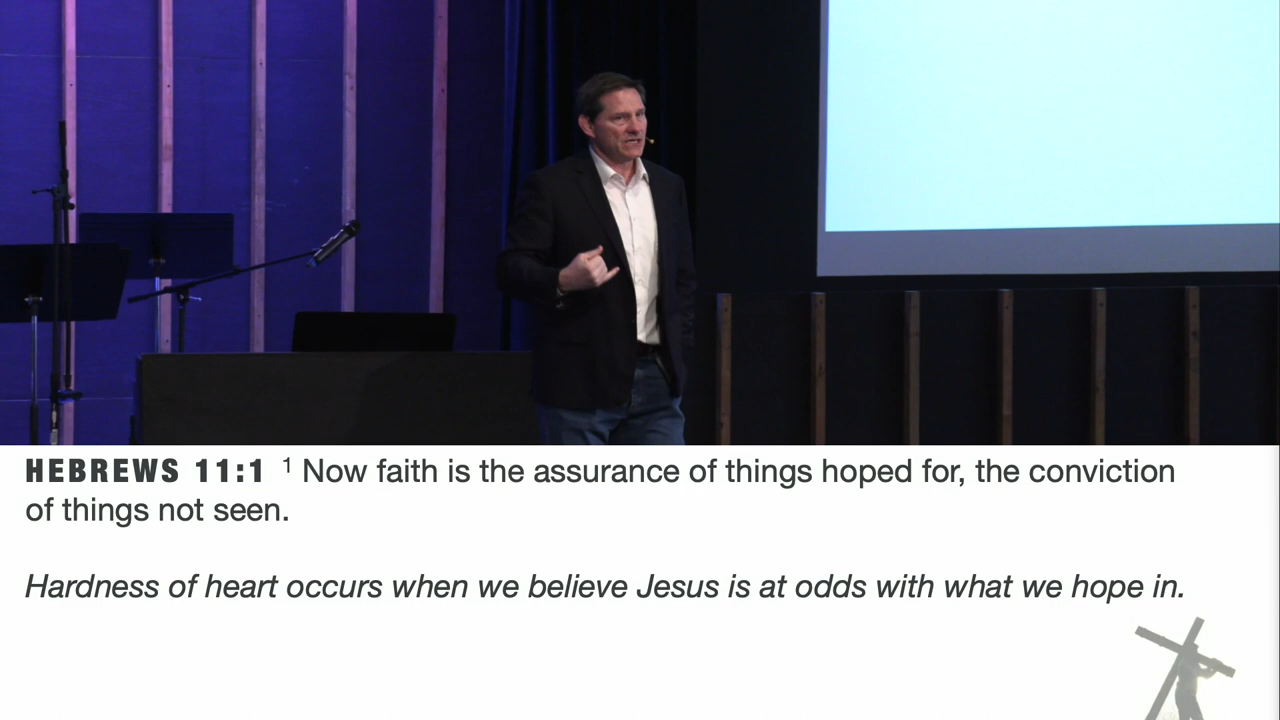 HEBREWS 11:1 ¹ Now faith is the assurance of things hoped for, the conviction
of things not seen.
Hardness of heart occurs when we believe Jesus is at odds with what we hope in.